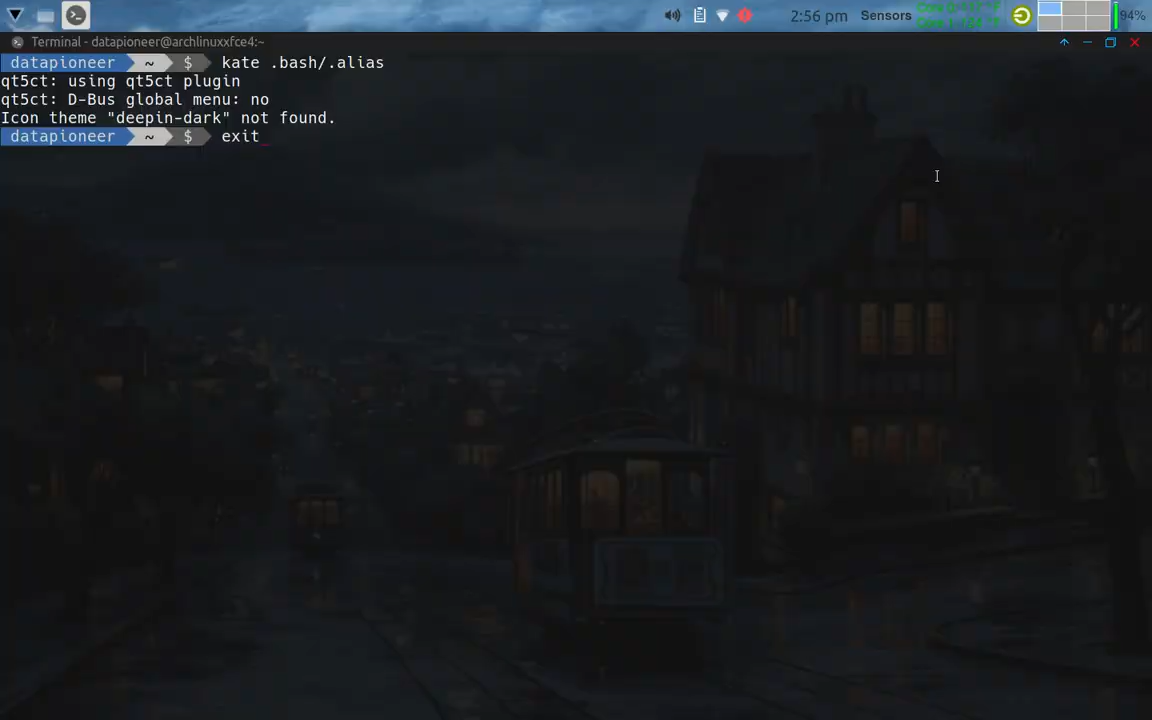 2:56 pm
Sensors
94%
Terminal - datapioneer@archlinuxxfce4:~
datapioneer ~ $ kate .bash/.alias
qt5ct: using qt5ct plugin
qt5ct: D-Bus global menu: no
Icon theme "deepin-dark" not found.
datapioneer ~ $ exit